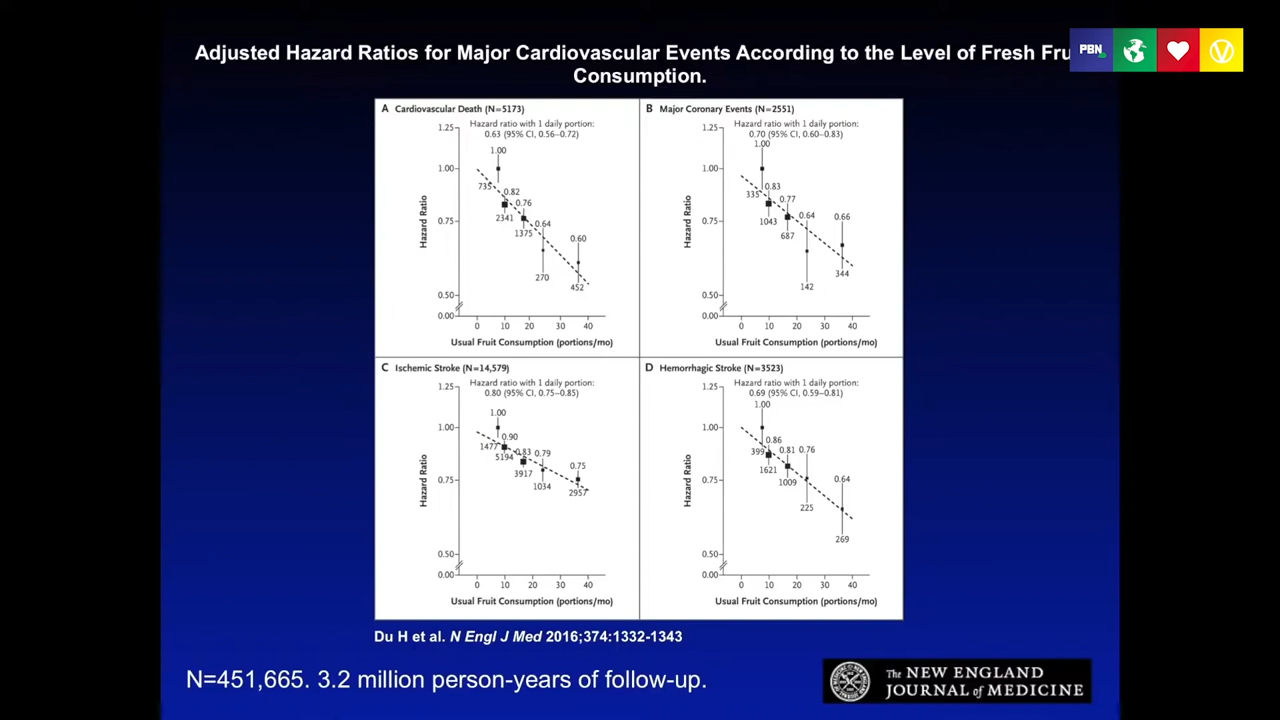 Adjusted Hazard Ratios for Major Cardiovascular Events According to the Level of Fresh
Consumption.
PBN
V
A Cardiovascular Death (N=5173)
Hazard ratio with 1 daily portion:
0.63 (95% CI, 0.56–0.72)
1.25
1.00
0.75
0.50
0.00
Hazard Ratio
1.00
735
0.82
2341
0.76
1375
0.64
270
0.60
452
0 10 20 30 40
Usual Fruit Consumption (portions/mo)
B Major Coronary Events (N=2551)
Hazard ratio with 1 daily portion:
0.70 (95% CI, 0.60–0.83)
1.25
1.00
0.75
0.50
0.00
Hazard Ratio
1.00
335
0.83
1043
0.77
687
0.64
142
0.66
344
0 10 20 30 40
Usual Fruit Consumption (portions/mo)
C Ischemic Stroke (N=14,579)
Hazard ratio with 1 daily portion:
0.80 (95% CI, 0.75–0.85)
1.25
1.00
0.75
0.50
0.00
Hazard Ratio
1.00
1477
0.90
5194
0.83
3917
0.79
1034
0.75
2957
0 10 20 30 40
Usual Fruit Consumption (portions/mo)
D Hemorrhagic Stroke (N=3523)
Hazard ratio with 1 daily portion:
0.69 (95% CI, 0.59–0.81)
1.25
1.00
0.75
0.50
0.00
Hazard Ratio
1.00
399
0.86
1621
0.81
1009
0.76
225
0.64
269
0 10 20 30 40
Usual Fruit Consumption (portions/mo)
Du H et al. N Engl J Med 2016;374:1332-1343
N=451,665. 3.2 million person-years of follow-up.
The NEW ENGLAND
JOURNAL of MEDICINE